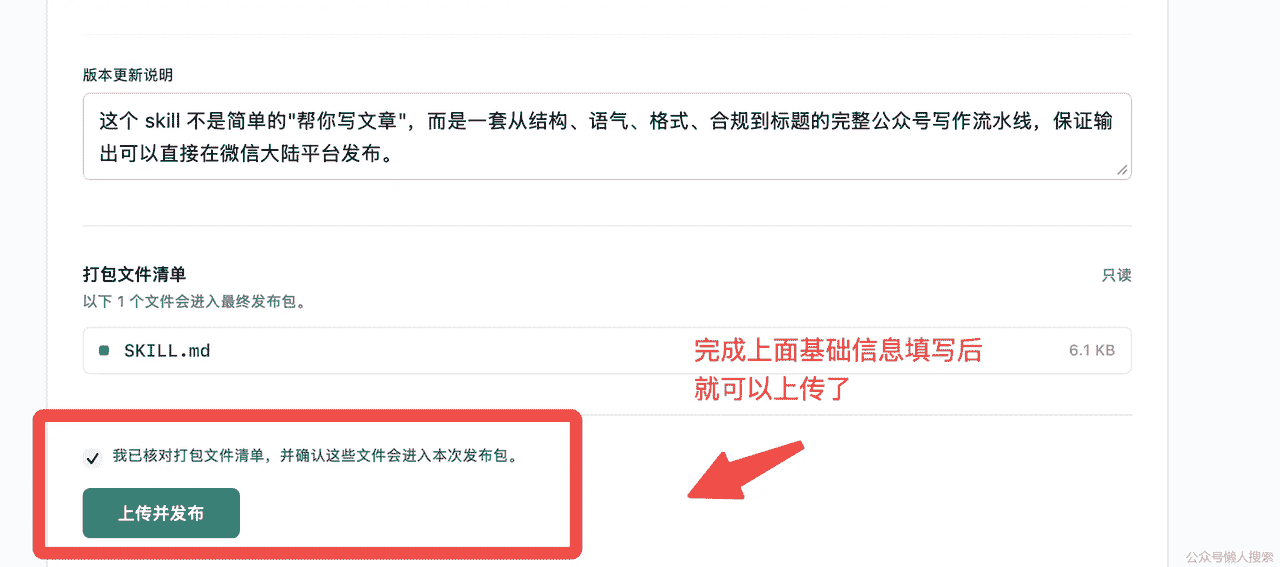 版本更新说明
这个 skill 不是简单的"帮你写文章"，而是一套从结构、语气、格式、合规到标题的完整公众号写作流水线，保证输
出可以直接在微信大陆平台发布。
打包文件清单
只读
以下 1 个文件会进入最终发布包。
SKILL.md
6.1 KB
完成上面基础信息填写后
就可以上传了
我已核对打包文件清单，并确认这些文件会进入本次发布包。
上传并发布
公众号懒人搜索